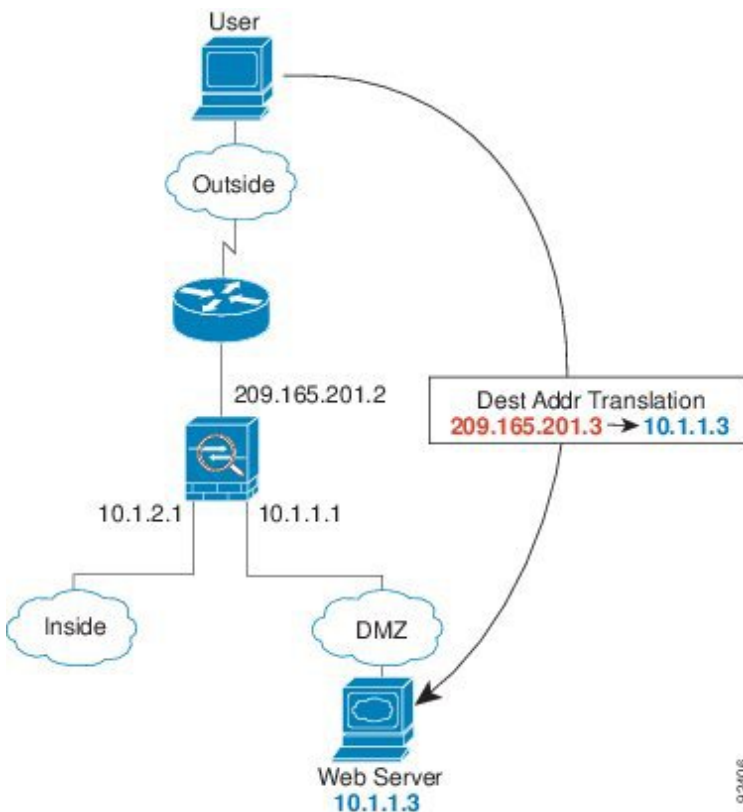 User
Outside
209.165.201.2
Dest Addr Translation
209.165.201.3 → 10.1.1.3
10.1.2.1
10.1.1.1
Inside
DMZ
Web Server
10.1.1.3